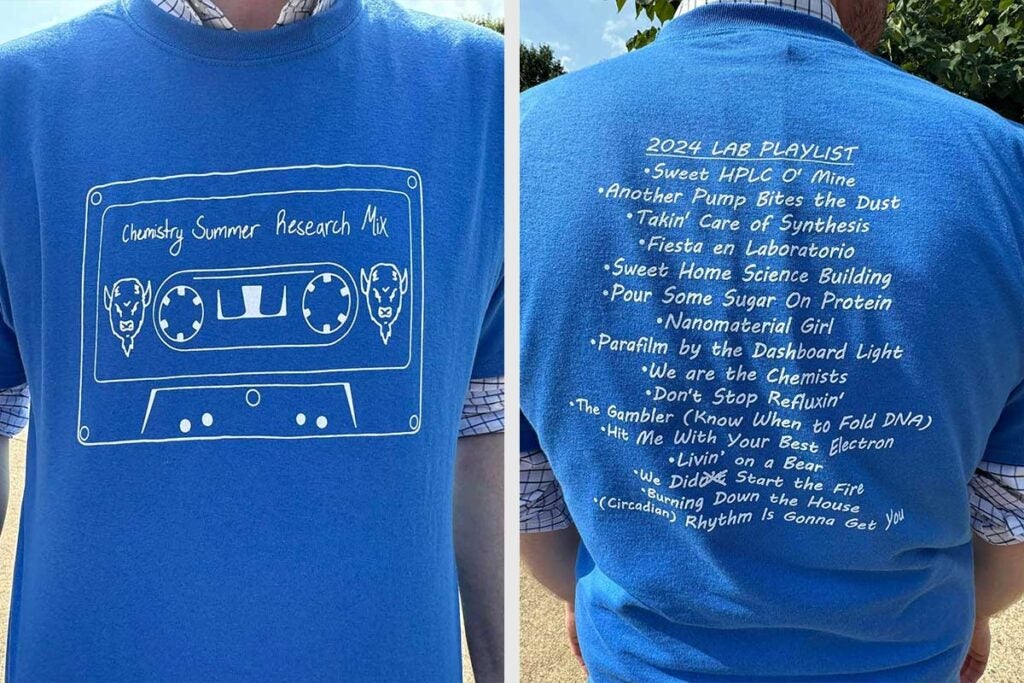 Chemistry Summer Research Mix
2024 LAB PLAYLIST
•Sweet HPLC O' Mine
•Another Pump Bites the Dust
•Takin' Care of Synthesis
•Fiesta en Laboratorio
•Sweet Home Science Building
•Pour Some Sugar On Protein
•Nanomaterial Girl
•Parafilm by the Dashboard Light
•We are the Chemists
•Don't Stop Refluxin'
•The Gambler (Know When to Fold DNA)
•Hit Me With Your Best Electron
•Livin' on a Bear
•We Did Start the Fire
•Burning Down the House
•(Circadian) Rhythm Is Gonna Get You